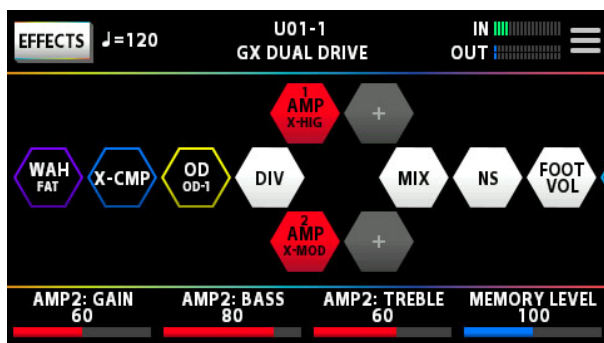 EFFECTS
♩=120
U01-1
GX DUAL DRIVE
IN
OUT
1
AMP
X-HIG
+
WAH
FAT
X-CMP
OD
OD-1
DIV
MIX
NS
FOOT
VOL
2
AMP
X-MOD
+
AMP2: GAIN
60
AMP2: BASS
80
AMP2: TREBLE
60
MEMORY LEVEL
100